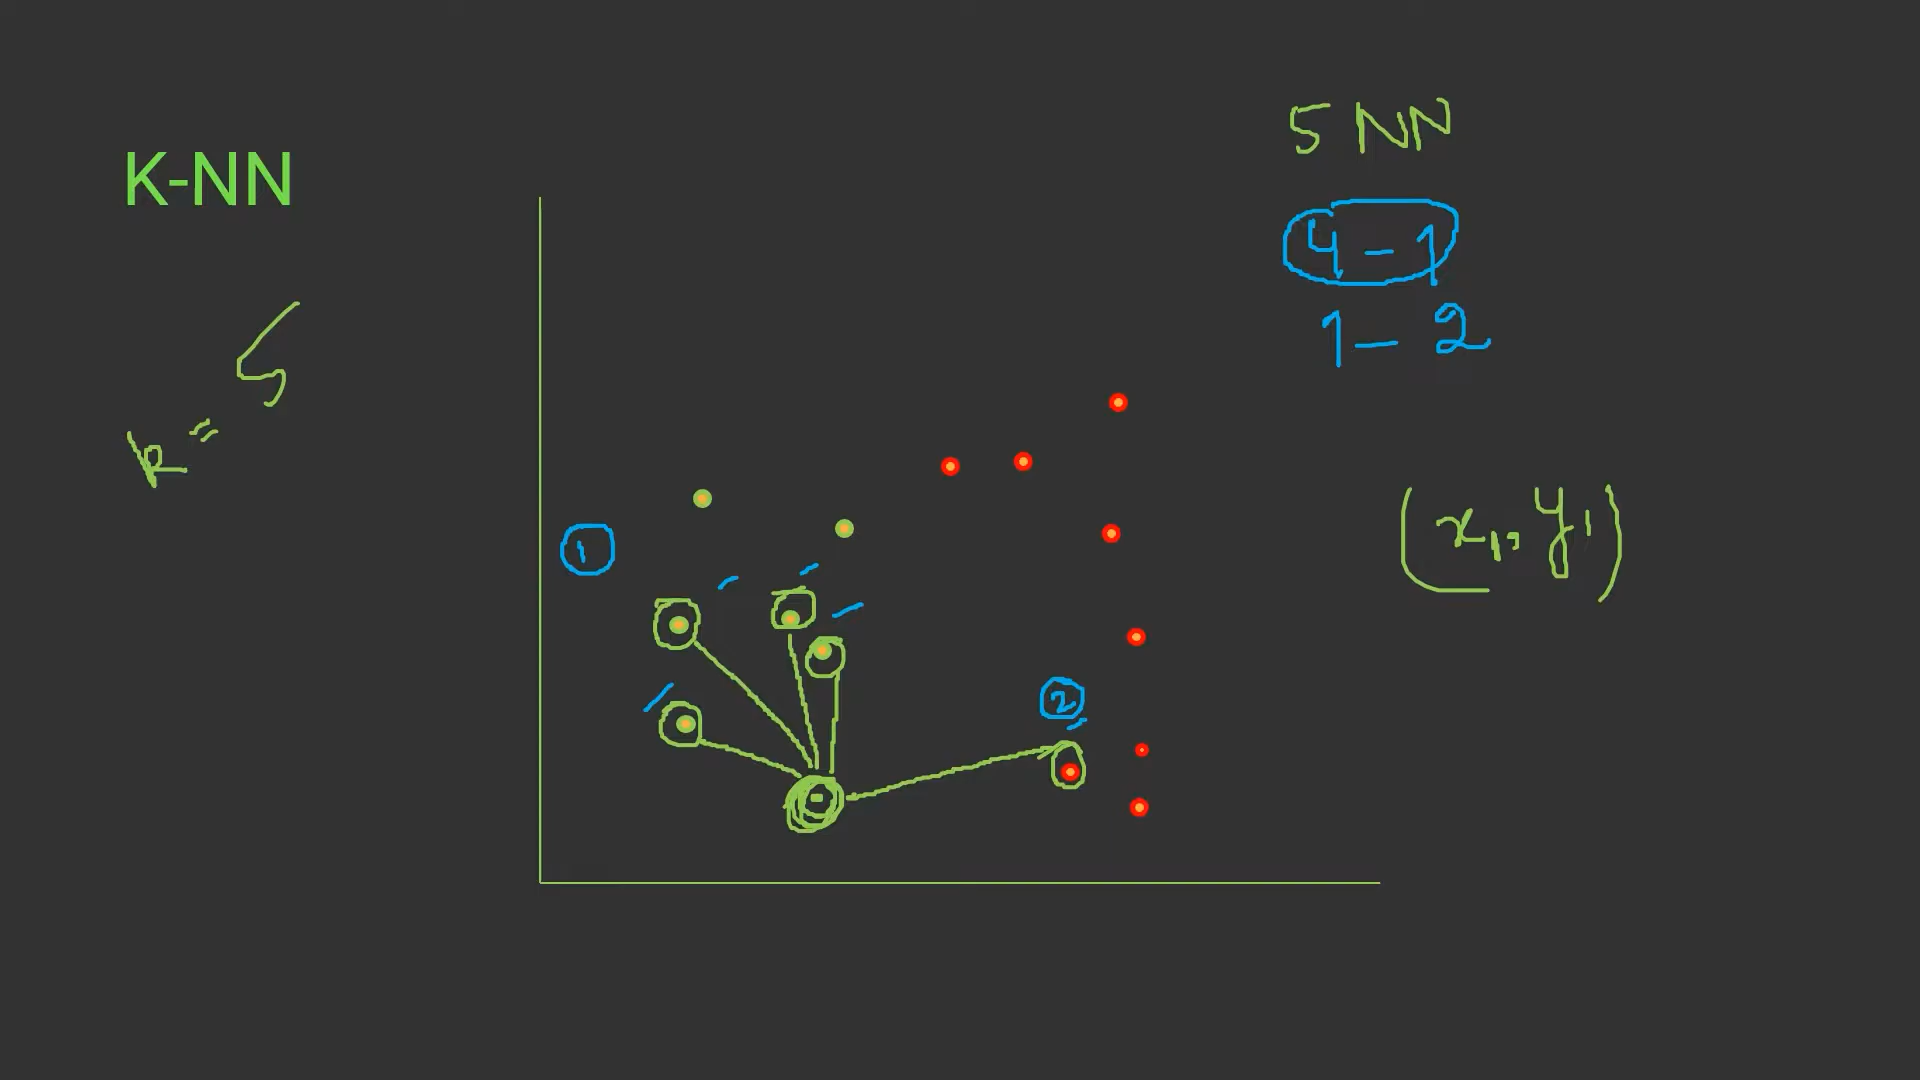 K-NN
k = 5
5 NN
4 - 1
1 - 2
(x1, y1)
1
2